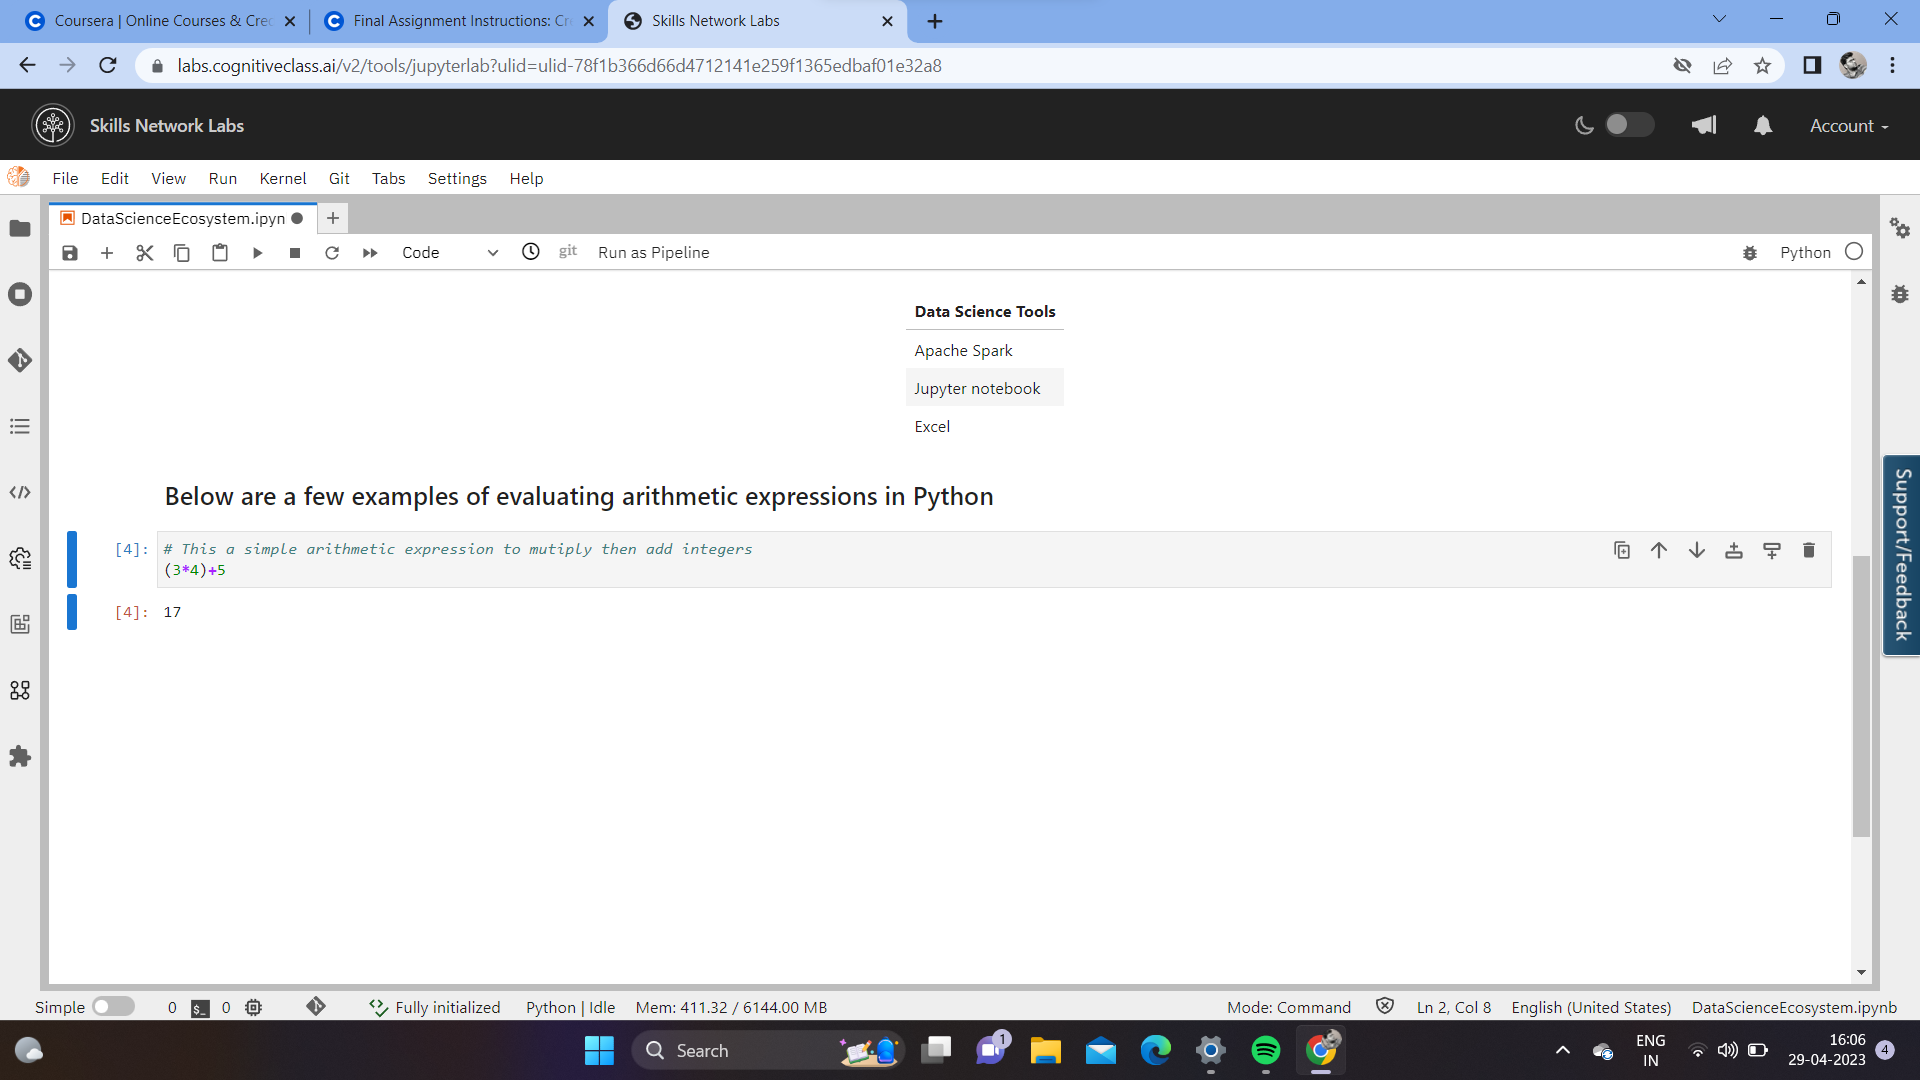 Coursera | Online Courses & Crec
Final Assignment Instructions: Cr
Skills Network Labs
labs.cognitiveclass.ai/v2/tools/jupyterlab?ulid=ulid-78f1b366d66d4712141e259f1365edbaf01e32a8
Skills Network Labs
Account
File Edit View Run Kernel Git Tabs Settings Help
DataScienceEcosystem.ipyn
Code git Run as Pipeline Python
Data Science Tools
Apache Spark
Jupyter notebook
Excel
Below are a few examples of evaluating arithmetic expressions in Python
[4]: # This a simple arithmetic expression to mutiply then add integers
(3*4)+5
[4]: 17
Support/Feedback
Simple 0 $_ 0 Fully initialized Python | Idle Mem: 411.32 / 6144.00 MB Mode: Command Ln 2, Col 8 English (United States) DataScienceEcosystem.ipynb
Search
1
ENG
IN
16:06
29-04-2023
4